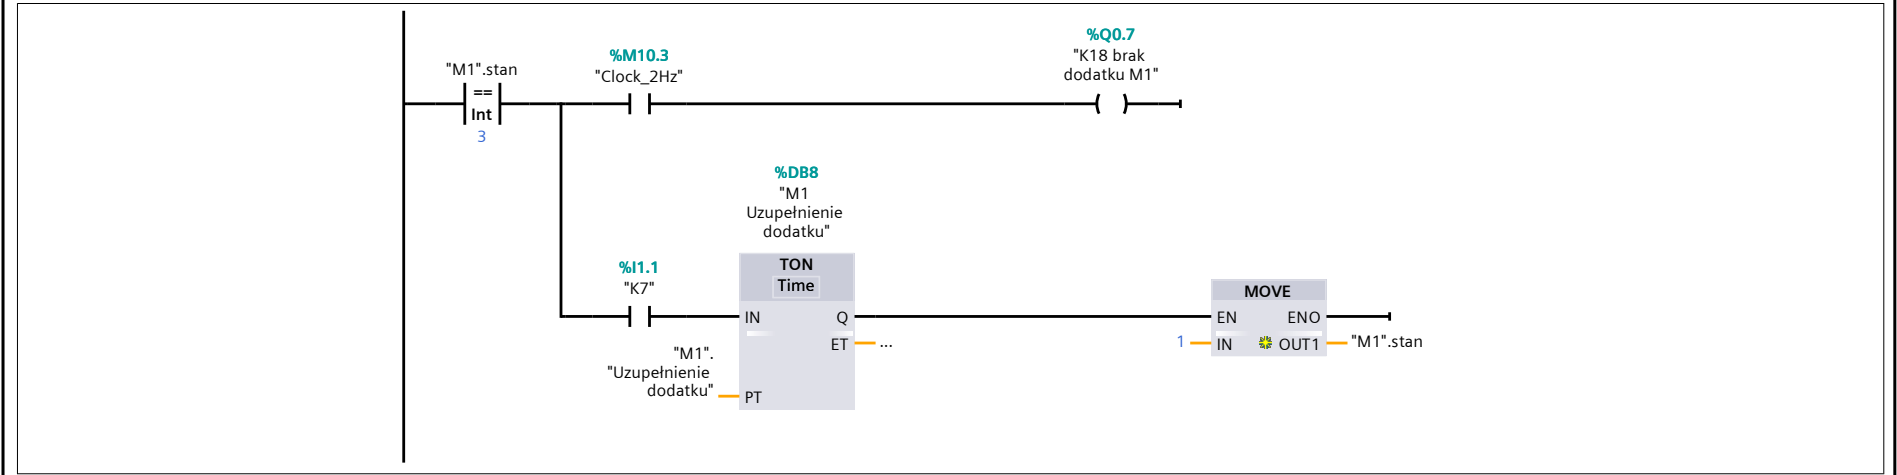 "M1".stan
==
Int
3
%M10.3
"Clock_2Hz"
%Q0.7
"K18 brak
dodatku M1"
%DB8
"M1
Uzupełnienie
dodatku"
%I1.1
"K7"
TON
Time
IN Q
ET ...
"M1".
"Uzupełnienie
dodatku"
PT
MOVE
EN ENO
1 IN OUT1 "M1".stan